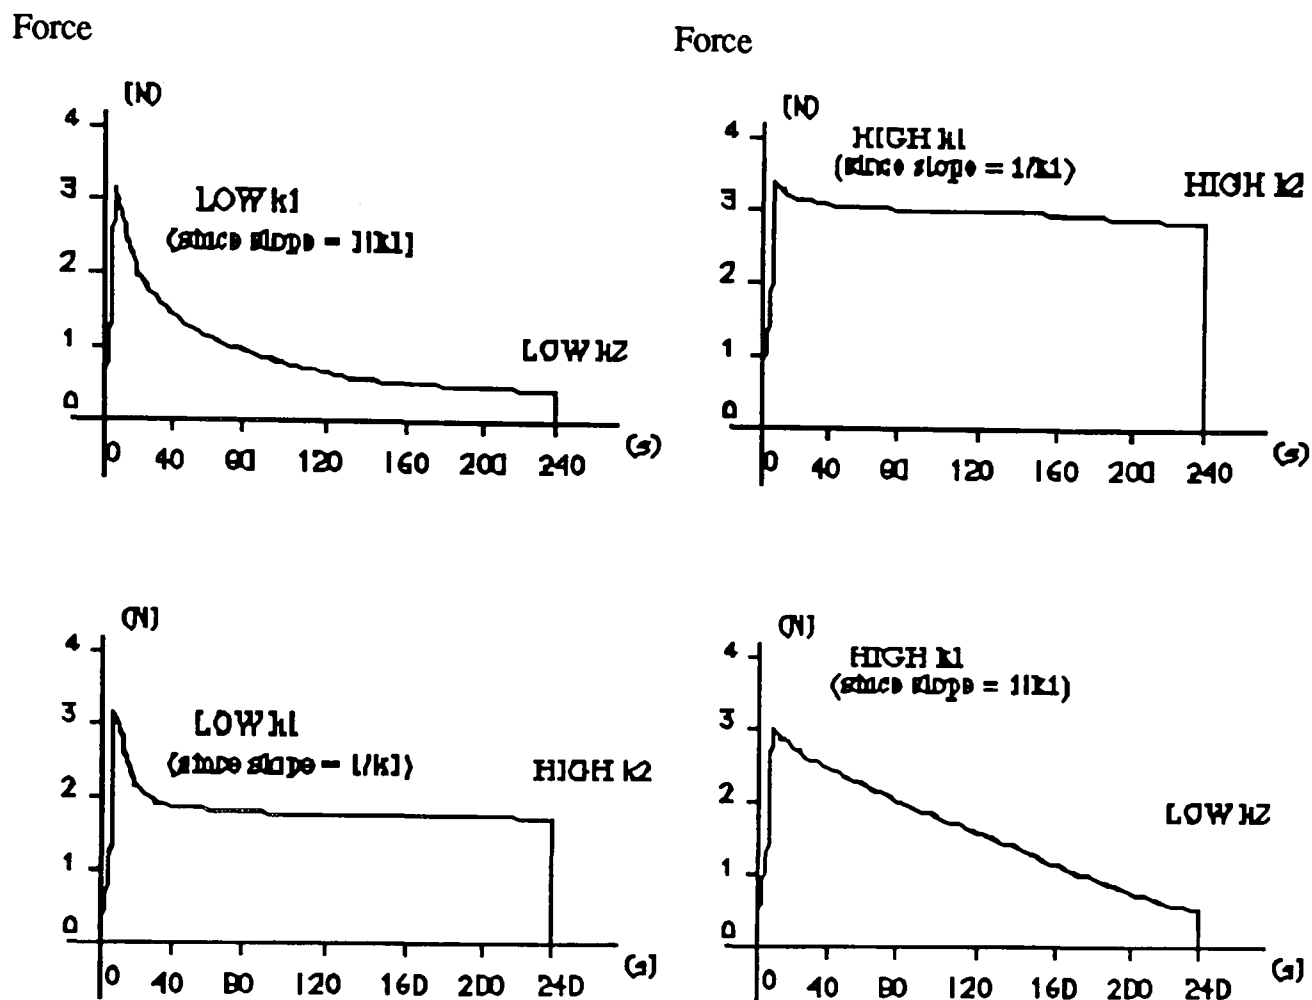 Force
Force
(N)
4
3
2
1
0
LOW k1
(since slope = 1/k1)
LOW k2
0 40 80 120 160 200 240 (s)
(N)
4
3
2
1
0
HIGH k1
(since slope = 1/k1)
HIGH k2
0 40 80 120 160 200 240 (s)
(N)
4
3
2
1
0
LOW k1
(since slope = 1/k1)
HIGH k2
0 40 80 120 160 200 240 (s)
(N)
4
3
2
1
0
HIGH k1
(since slope = 1/k1)
LOW k2
0 40 80 120 160 200 240 (s)